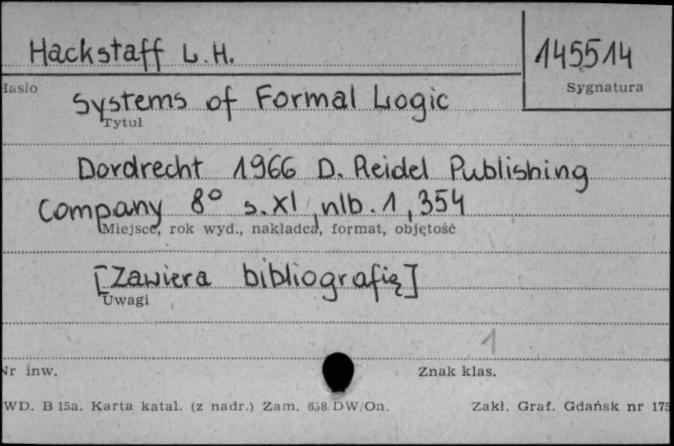 Hackstaff L.H.
145514
Hasło
Sygnatura
Systems of Formal Logic
Tytuł
Dordrecht 1966 D. Reidel Publishing
Company 8° s.XI, nlb.1, 354
Miejsce, rok wyd., nakładca, format, objętość
[Zawiera bibliografię]
Uwagi
1
Nr inw.
Znak klas.
WD. B 15a. Karta katal. (z nadr.) Zam. DW/On.
Zakł. Graf. Gdańsk nr 175